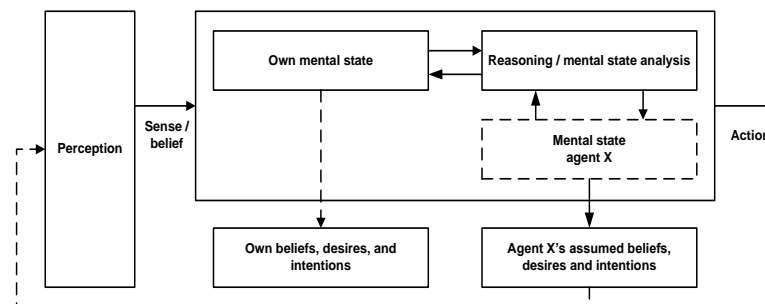 Own mental state
Reasoning / mental state analysis
Perception
Sense /
belief
Mental state
agent X
Action
Own beliefs, desires, and
intentions
Agent X's assumed beliefs,
desires and intentions